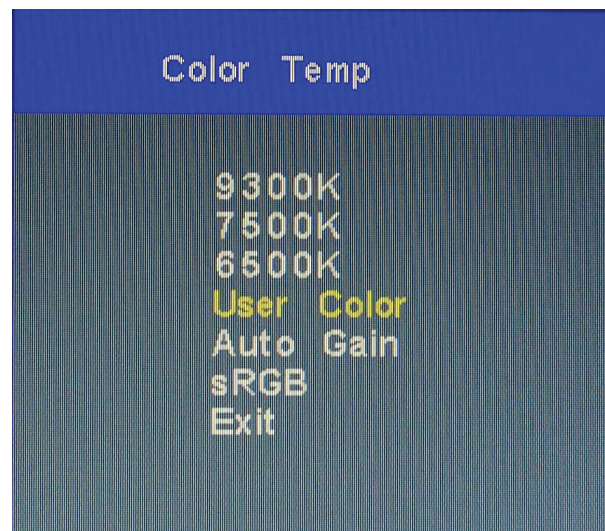 Color Temp
9300K
7500K
6500K
User Color
Auto Gain
sRGB
Exit